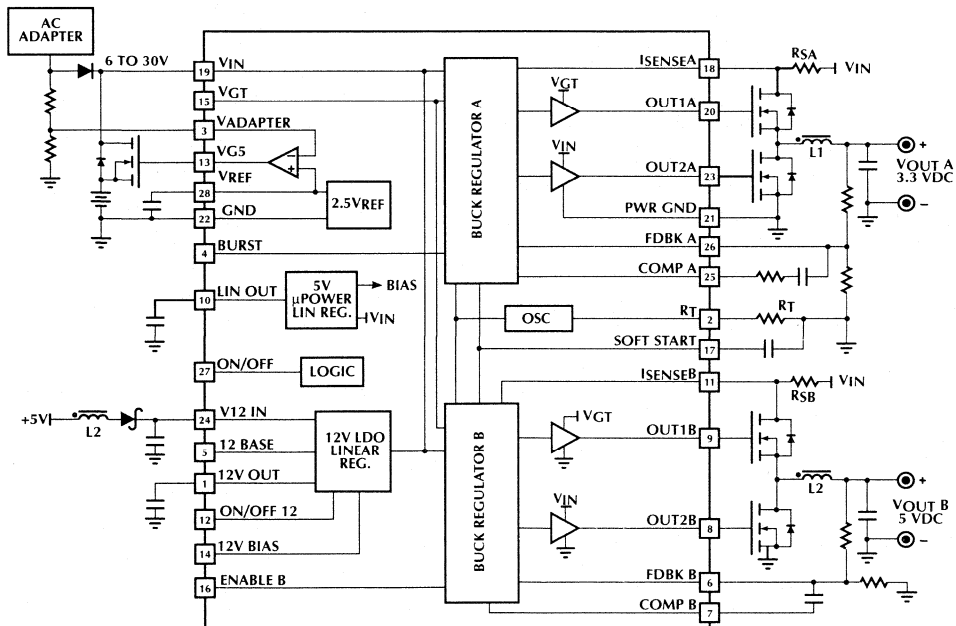 AC
ADAPTER
6 TO 30V
19 VIN
15 VGT
3 VADAPTER
13 VG5
28 VREF
22 GND
4 BURST
10 LIN OUT
27 ON/OFF
24 V12 IN
5 12 BASE
1 12V OUT
12 ON/OFF 12
14 12V BIAS
16 ENABLE B
+5V
L2
−
+
2.5VREF
5V
µPOWER
LIN REG.
BIAS
VIN
LOGIC
12V LDO
LINEAR
REG.
BUCK REGULATOR A
BUCK REGULATOR B
OSC
VGT
VIN
VGT
VIN
ISENSEA 18
OUT1A 20
OUT2A 23
PWR GND 21
FDBK A 26
COMP A 25
RT 2
SOFT START 17
ISENSEB 11
OUT1B 9
OUT2B 8
FDBK B 6
COMP B 7
RSA
VIN
L1
+
VOUT A
3.3 VDC
−
RT
RSB
VIN
L2
+
VOUT B
5 VDC
−